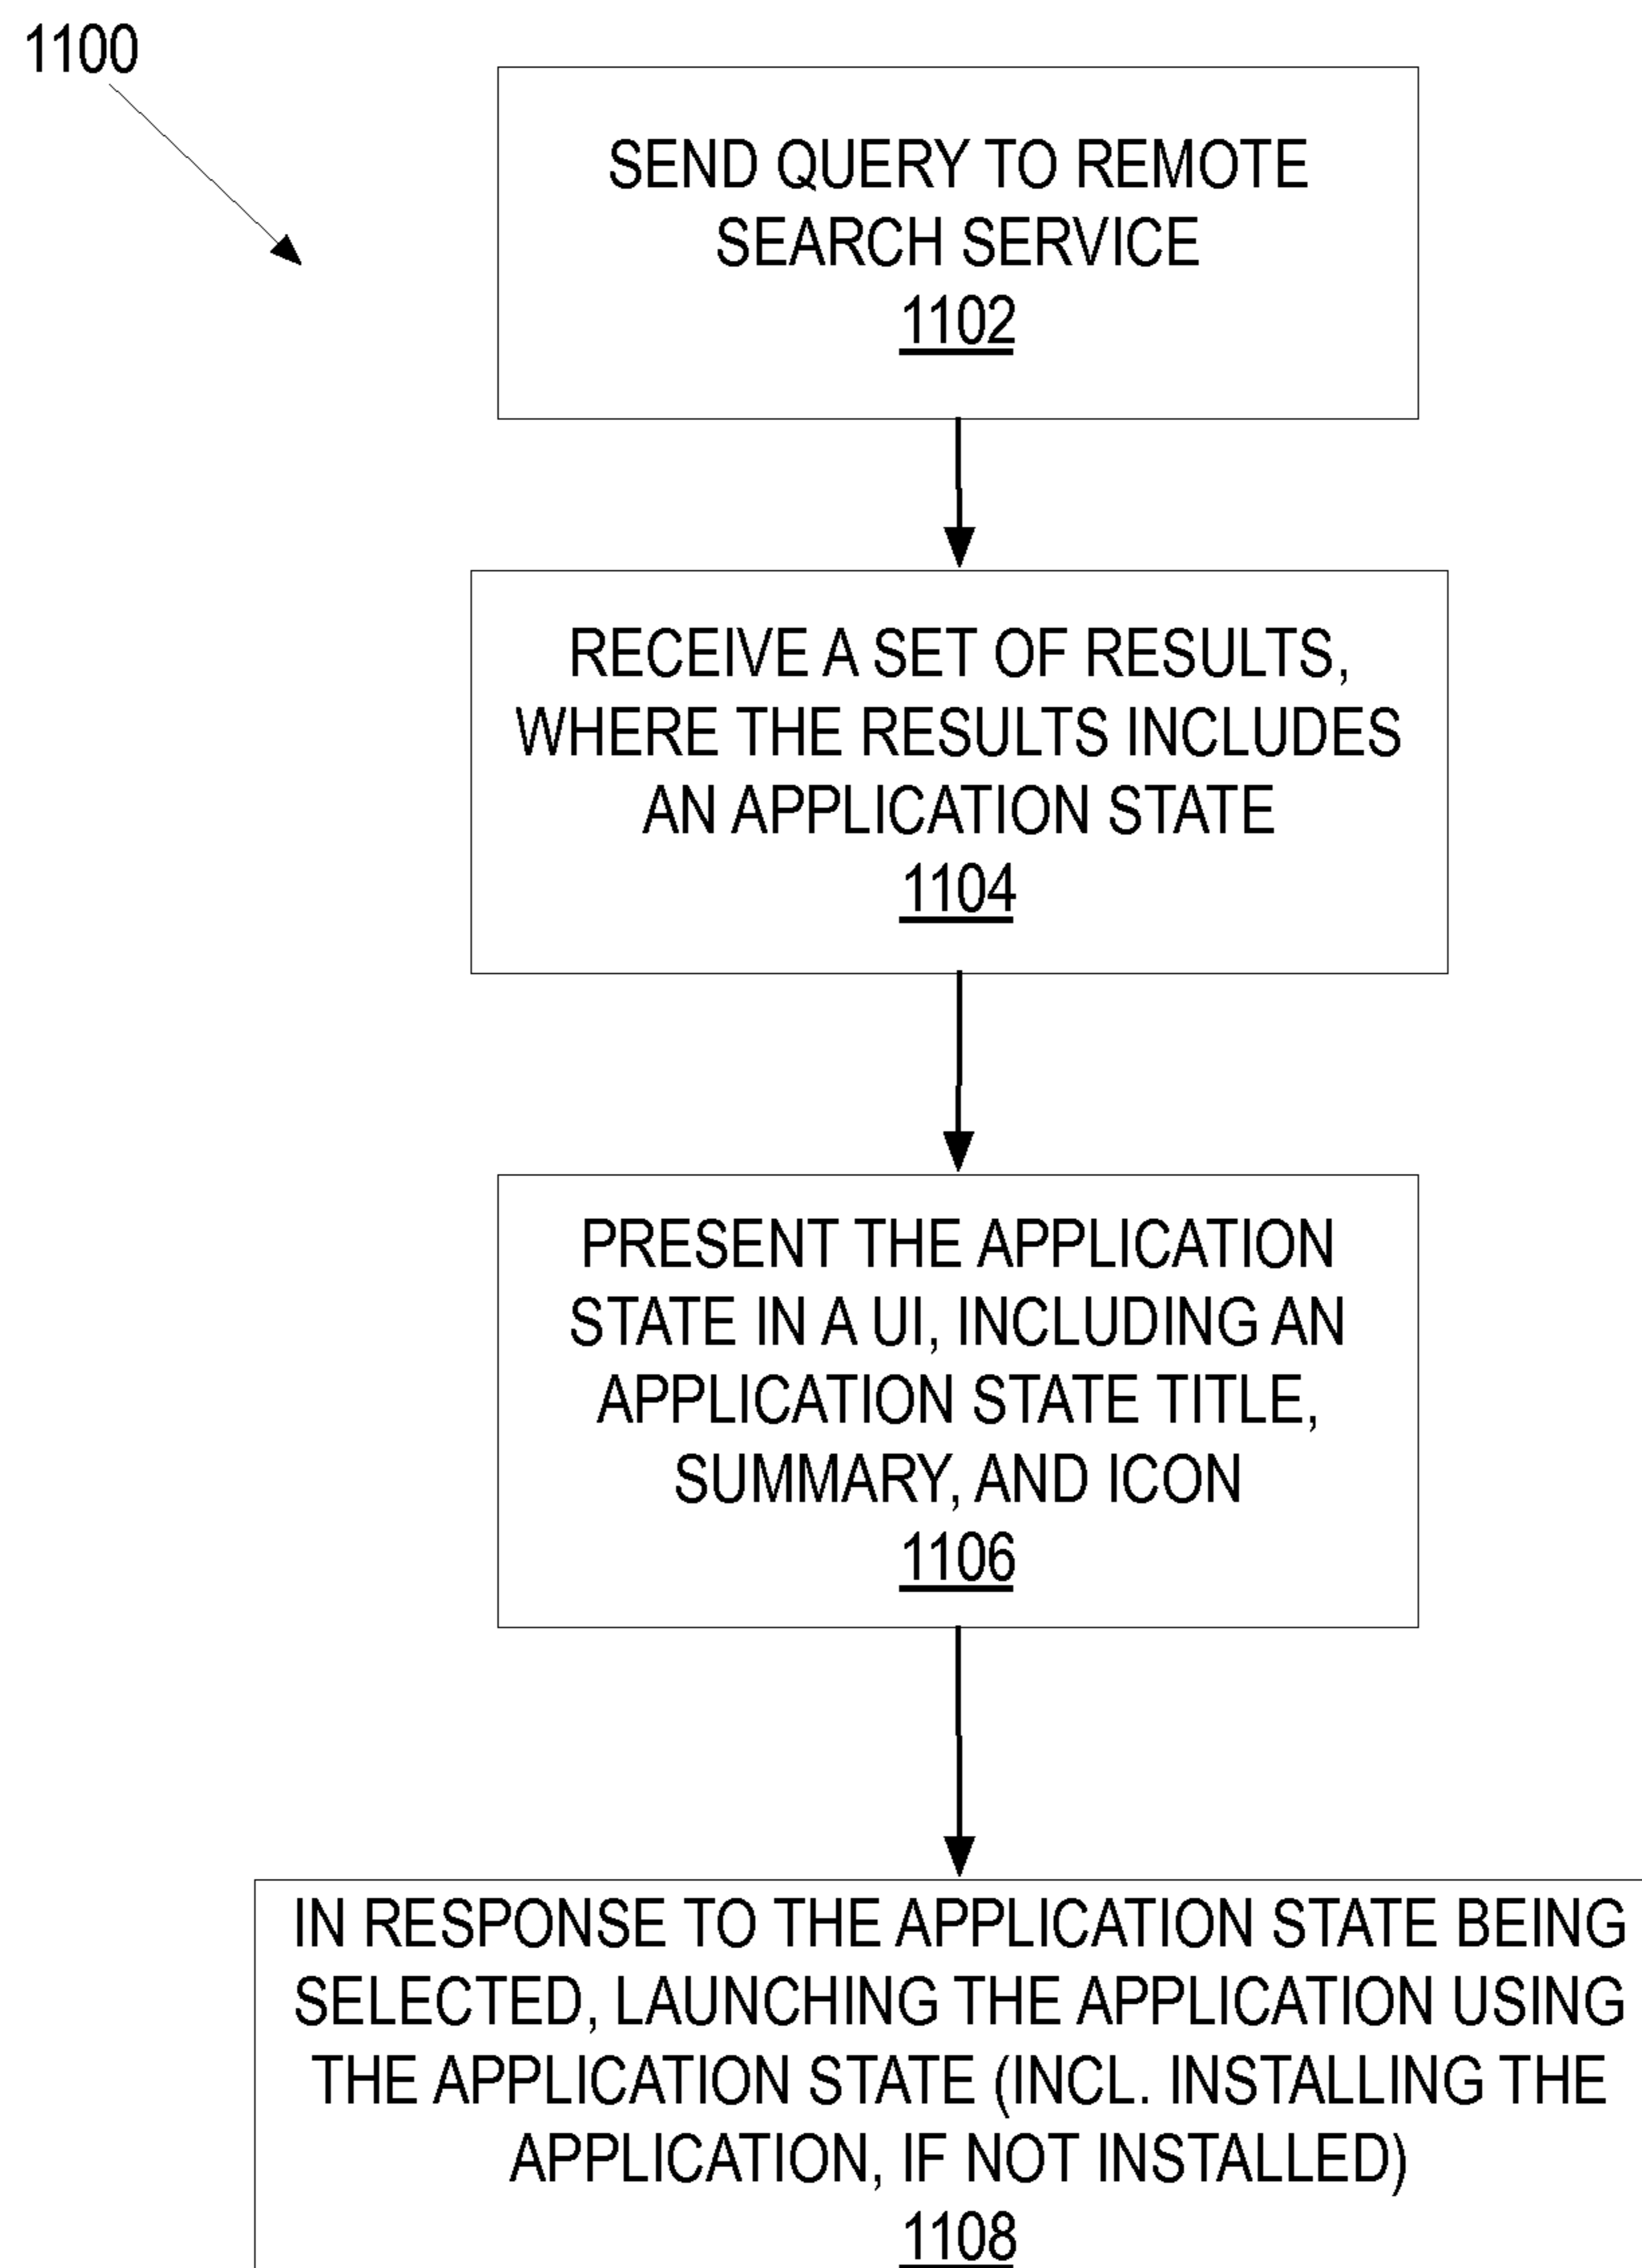 1100
SEND QUERY TO REMOTE
SEARCH SERVICE
1102
RECEIVE A SET OF RESULTS,
WHERE THE RESULTS INCLUDES
AN APPLICATION STATE
1104
PRESENT THE APPLICATION
STATE IN A UI, INCLUDING AN
APPLICATION STATE TITLE,
SUMMARY, AND ICON
1106
IN RESPONSE TO THE APPLICATION STATE BEING
SELECTED, LAUNCHING THE APPLICATION USING
THE APPLICATION STATE (INCL. INSTALLING THE
APPLICATION, IF NOT INSTALLED)
1108